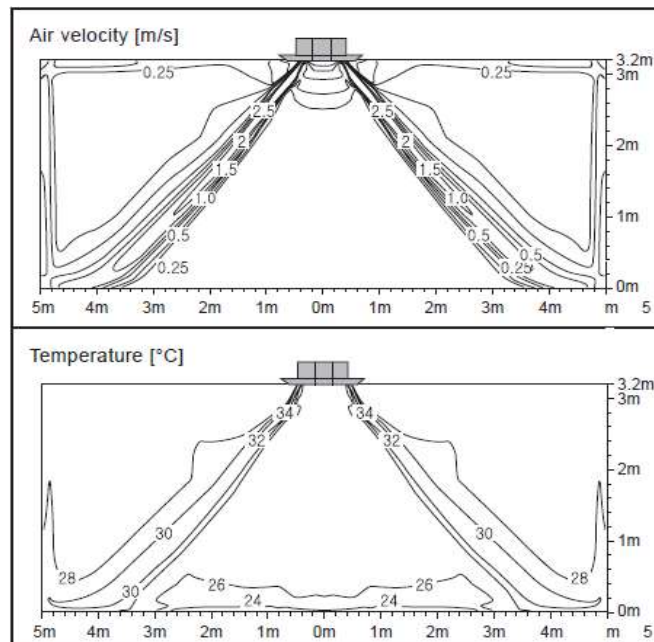 Air velocity [m/s]
3.2m
0.25 0.25 3m
2.5 2.5
2 2 2m
1.5 1.5
1.0 1.0
1m
0.5 0.5
0.5
0.25 0.25
0m
5m 4m 3m 2m 1m 0m 1m 2m 3m 4m m 5
Temperature [°C]
3.2m
34 34 3m
32 32
2m
30 30
1m
28 26 26 28
30 24 24 30
0m
5m 4m 3m 2m 1m 0m 1m 2m 3m 4m m 5